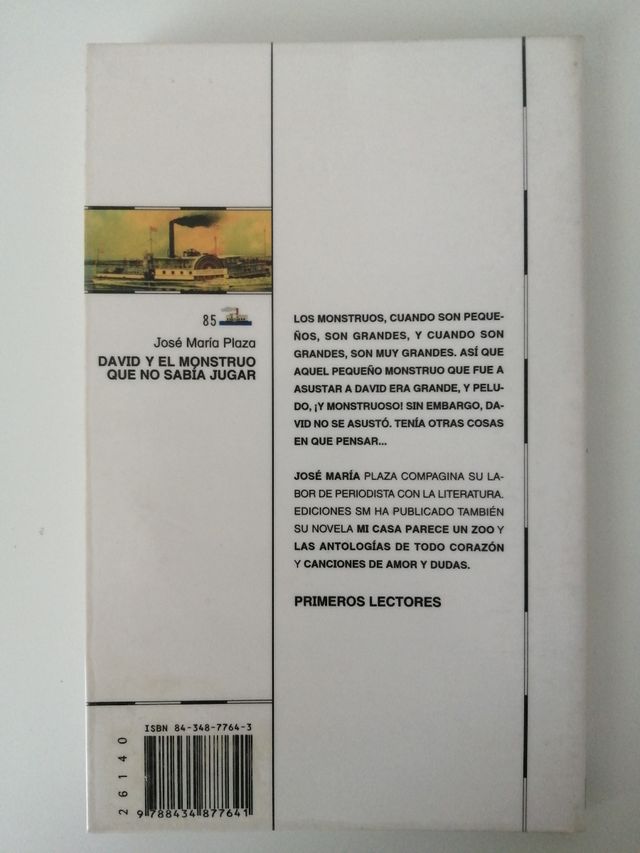 85
José María Plaza
DAVID Y EL MONSTRUO
QUE NO SABÍA JUGAR
LOS MONSTRUOS, CUANDO SON PEQUE-
ÑOS, SON GRANDES, Y CUANDO SON
GRANDES, SON MUY GRANDES. ASÍ QUE
AQUEL PEQUEÑO MONSTRUO QUE FUE A
ASUSTAR A DAVID ERA GRANDE, Y PELU-
DO, ¡Y MONSTRUOSO! SIN EMBARGO, DA-
VID NO SE ASUSTÓ. TENÍA OTRAS COSAS
EN QUE PENSAR...
JOSÉ MARÍA PLAZA COMPAGINA SU LA-
BOR DE PERIODISTA CON LA LITERATURA.
EDICIONES SM HA PUBLICADO TAMBIÉN
SU NOVELA MI CASA PARECE UN ZOO Y
LAS ANTOLOGÍAS DE TODO CORAZÓN
Y CANCIONES DE AMOR Y DUDAS.
PRIMEROS LECTORES
ISBN 84-348-7764-3
26140
9 788434 877641